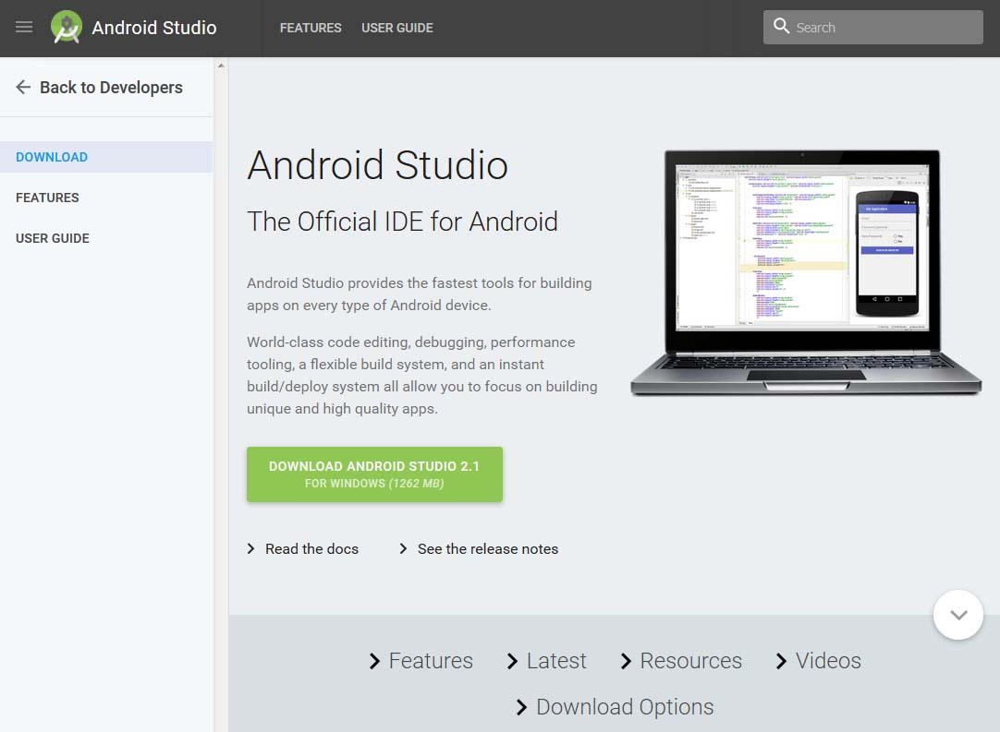 Android Studio
FEATURES
USER GUIDE
Search
Back to Developers
DOWNLOAD
FEATURES
USER GUIDE
Android Studio
The Official IDE for Android
Android Studio provides the fastest tools for building
apps on every type of Android device.
World-class code editing, debugging, performance
tooling, a flexible build system, and an instant
build/deploy system all allow you to focus on building
unique and high quality apps.
DOWNLOAD ANDROID STUDIO 2.1
FOR WINDOWS (1262 MB)
Read the docs
See the release notes
My Application
Features
Latest
Resources
Videos
Download Options